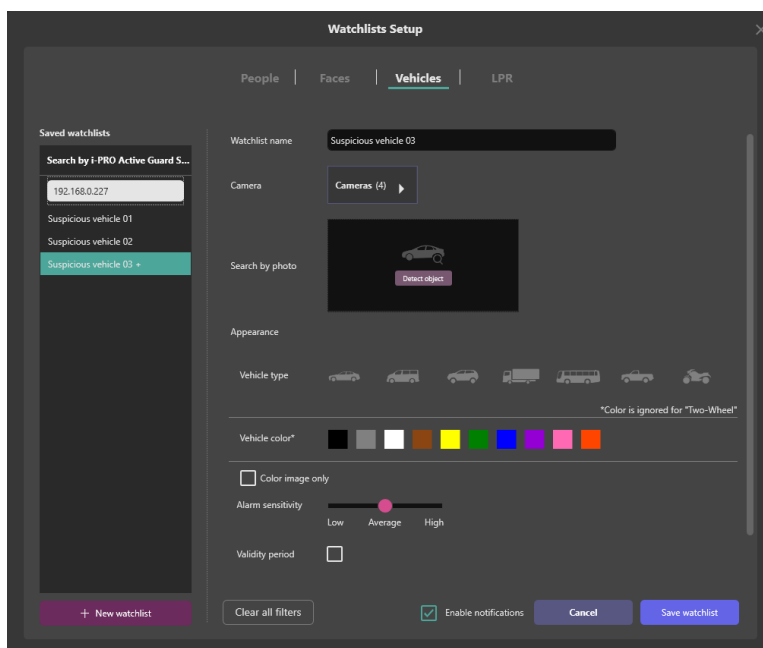 Watchlists Setup
People
Faces
Vehicles
LPR
Saved watchlists
Search by i-PRO Active Guard S...
192.168.0.227
Suspicious vehicle 01
Suspicious vehicle 02
Suspicious vehicle 03 +
+ New watchlist
Watchlist name
Suspicious vehicle 03
Camera
Cameras (4)
Search by photo
Detect object
Appearance
Vehicle type
*Color is ignored for "Two-Wheel"
Vehicle color*
Color image only
Alarm sensitivity
Low Average High
Validity period
Clear all filters
Enable notifications
Cancel
Save watchlist